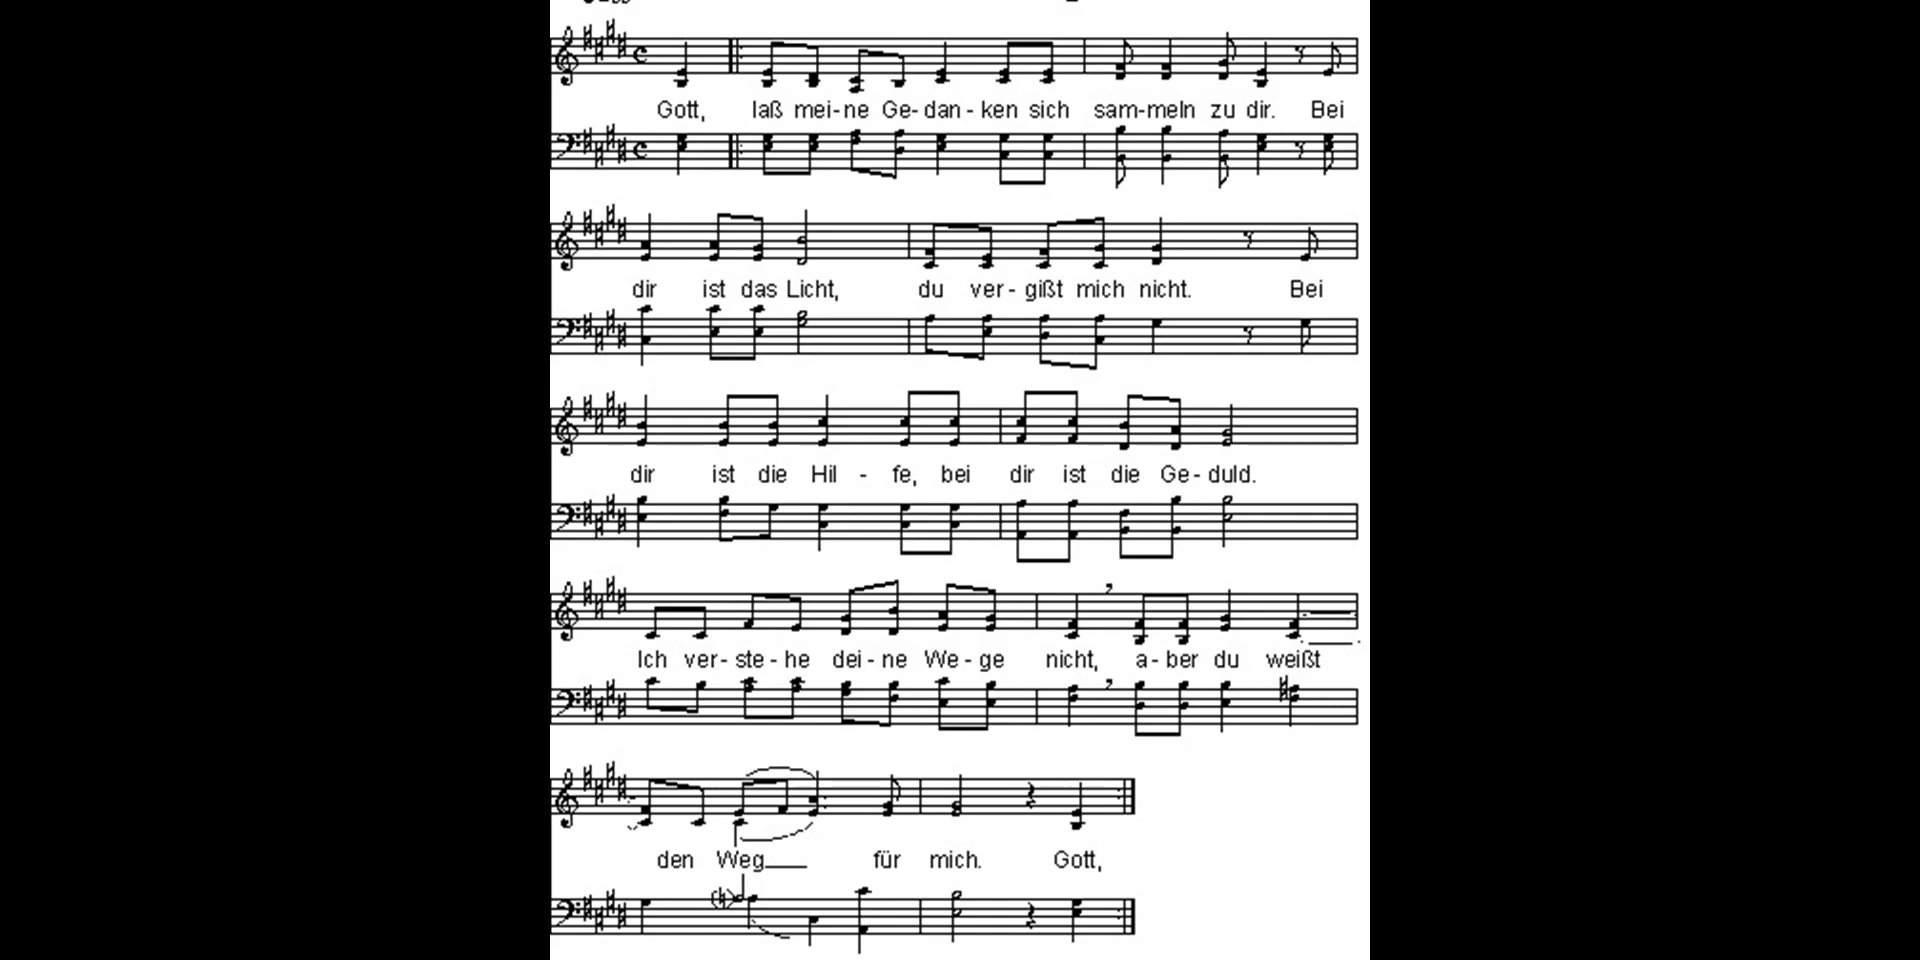 Gott, laß mei-ne Ge-dan-ken sich sam-meln zu dir. Bei
dir ist das Licht, du ver-gißt mich nicht. Bei
dir ist die Hil-fe, bei dir ist die Ge-duld.
Ich ver-ste-he dei-ne We-ge nicht, a-ber du weißt
den Weg___ für mich. Gott,